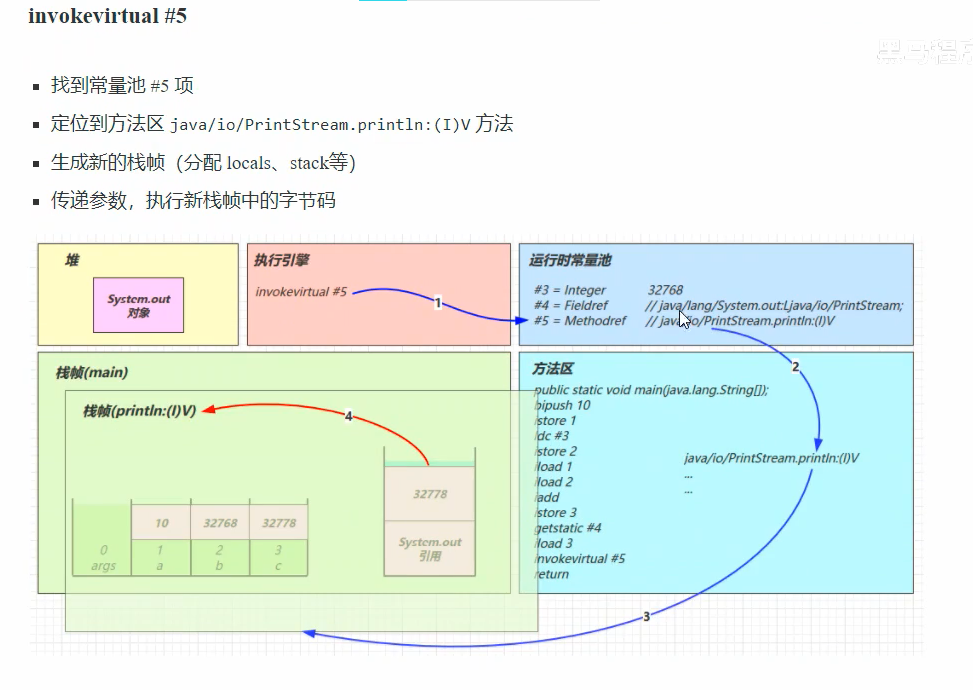 invokevirtual #5
黑马程序
找到常量池 #5 项
定位到方法区 java/io/PrintStream.println:(I)V 方法
生成新的栈帧（分配 locals、stack等）
传递参数，执行新栈帧中的字节码
堆
System.out
对象
执行引擎
invokevirtual #5
1
运行时常量池
#3 = Integer 32768
#4 = Fieldref // java/lang/System.out:Ljava/io/PrintStream;
#5 = Methodref // java/io/PrintStream.println:(I)V
栈帧(main)
栈帧(println:(I)V)
4
32778
System.out
引用
10 32768 32778
0 1 2 3
args a b c
方法区
public static void main(java.lang.String[]);
bipush 10
istore 1
ldc #3
istore 2
iload 1
iload 2
iadd
istore 3
getstatic #4
iload 3
invokevirtual #5
return
2
java/io/PrintStream.println:(I)V
...
...
3